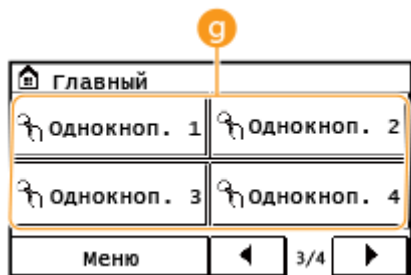 g
Главный
Однокноп. 1 Однокноп. 2
Однокноп. 3 Однокноп. 4
Меню 3/4